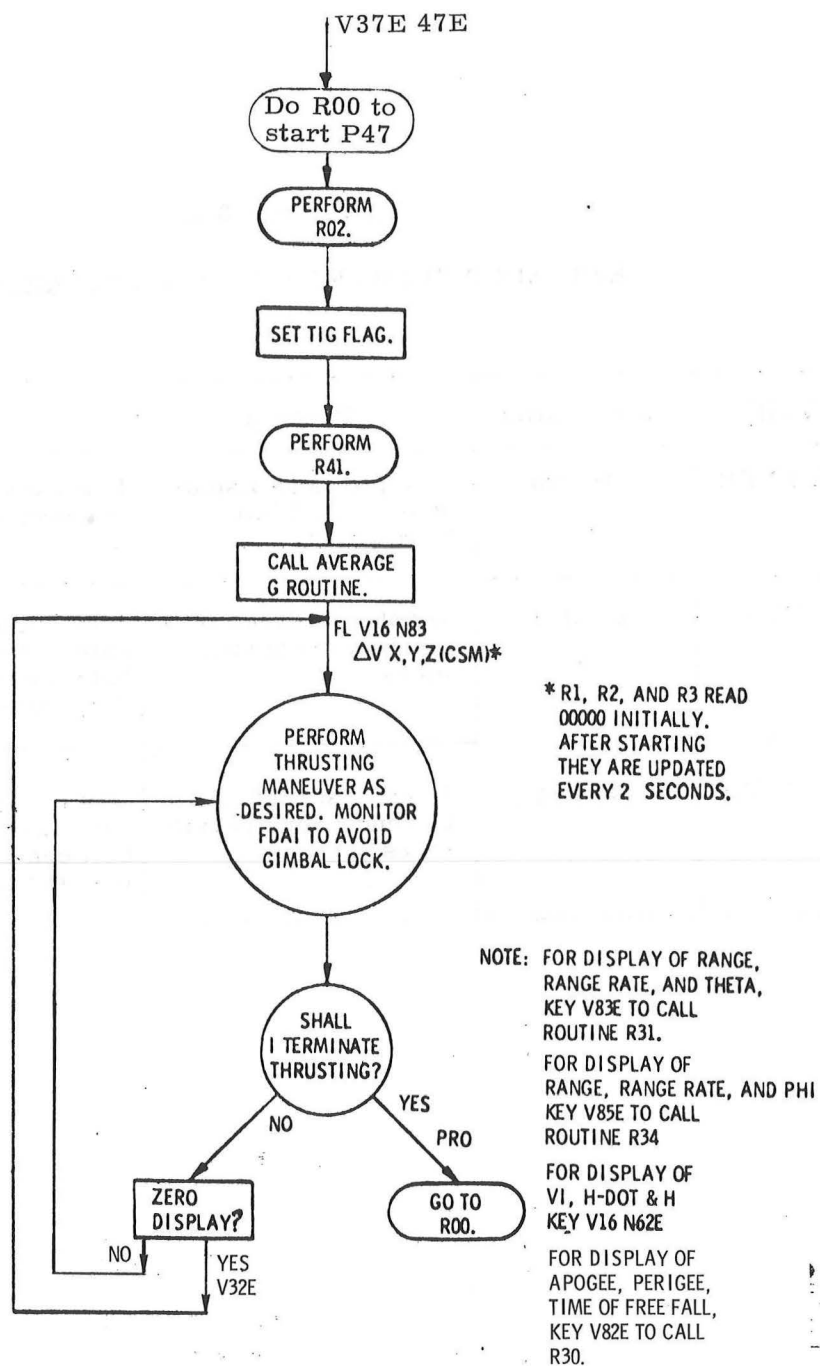 V37E 47E
Do R00 to
start P47
PERFORM
R02.
SET TIG FLAG.
PERFORM
R41.
CALL AVERAGE
G ROUTINE.
FL V16 N83
ΔV X,Y,Z(CSM)*
* R1, R2, AND R3 READ
00000 INITIALLY.
AFTER STARTING
THEY ARE UPDATED
EVERY 2 SECONDS.
PERFORM
THRUSTING
MANEUVER AS
DESIRED. MONITOR
FDAI TO AVOID
GIMBAL LOCK.
SHALL
I TERMINATE
THRUSTING?
NO
YES
PRO
ZERO
DISPLAY?
GO TO
R00.
NO
YES
V32E
NOTE: FOR DISPLAY OF RANGE,
RANGE RATE, AND THETA,
KEY V83E TO CALL
ROUTINE R31.
FOR DISPLAY OF
RANGE, RANGE RATE, AND PHI
KEY V85E TO CALL
ROUTINE R34
FOR DISPLAY OF
VI, H-DOT & H
KEY V16 N62E
FOR DISPLAY OF
APOGEE, PERIGEE,
TIME OF FREE FALL,
KEY V82E TO CALL
R30.